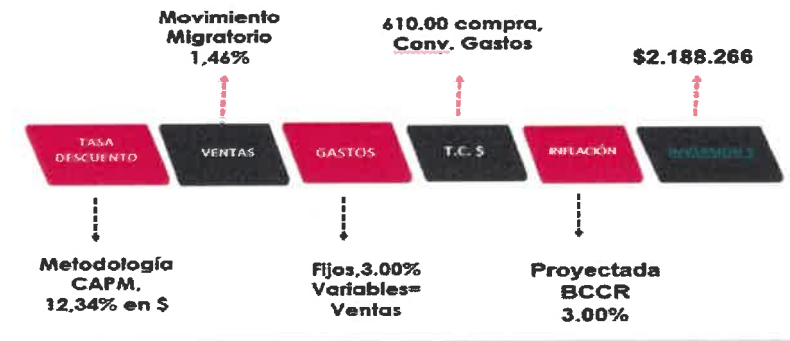 Movimiento
Migratorio
1,46%
610.00 compra,
Conv. Gastos
$2.188.266
TASA
DESCUENTO
VENTAS
GASTOS
T.C. $
INFLACIÓN
INVERSIÓN $
Metodología
CAPM,
12,34% en $
Fijos,3.00%
Variables=
Ventas
Proyectada
BCCR
3.00%